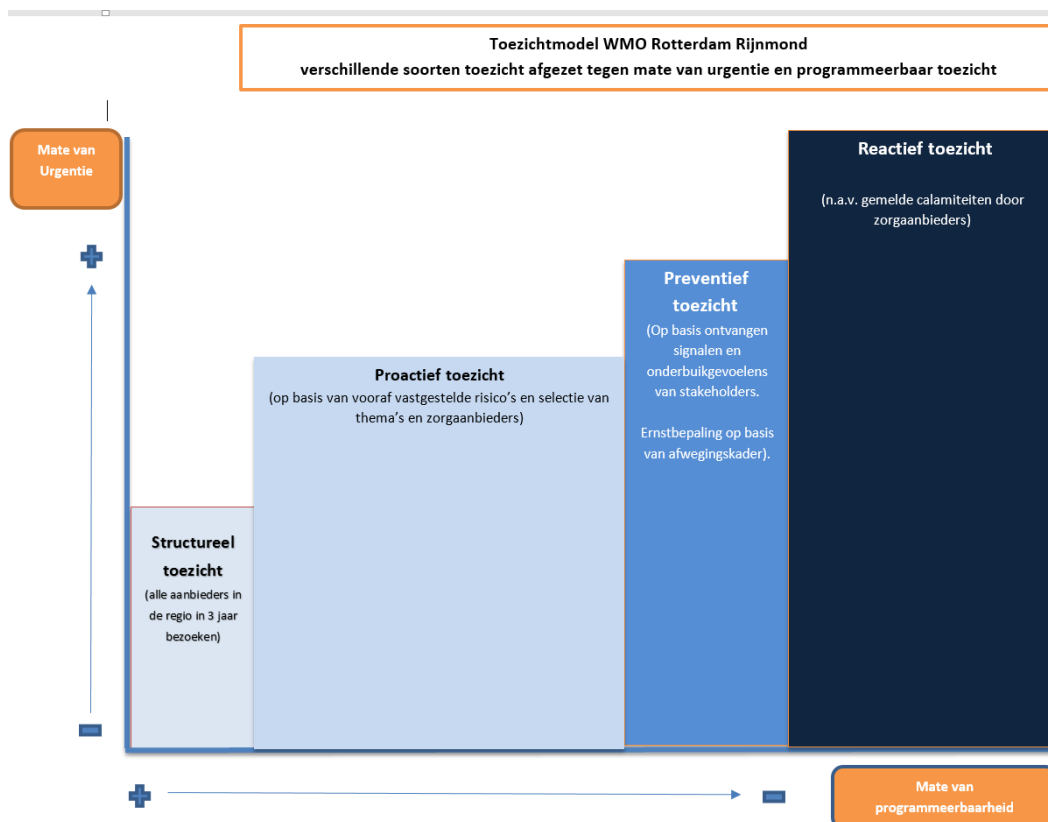 Toezichtmodel WMO Rotterdam Rijnmond
verschillende soorten toezicht afgezet tegen mate van urgentie en programmeerbaar toezicht
Mate van
Urgentie
Reactief toezicht
(n.a.v. gemelde calamiteiten door
zorgaanbieders)
Preventief
toezicht
(Op basis ontvangen
signalen en
onderbuikgevoelens
van stakeholders.
Ernstbepaling op basis
van afwegingskader).
Proactief toezicht
(op basis van vooraf vastgestelde risico’s en selectie van
thema’s en zorgaanbieders)
Structureel
toezicht
(alle aanbieders in
de regio in 3 jaar
bezoeken)
Mate van
programmeerbaarheid